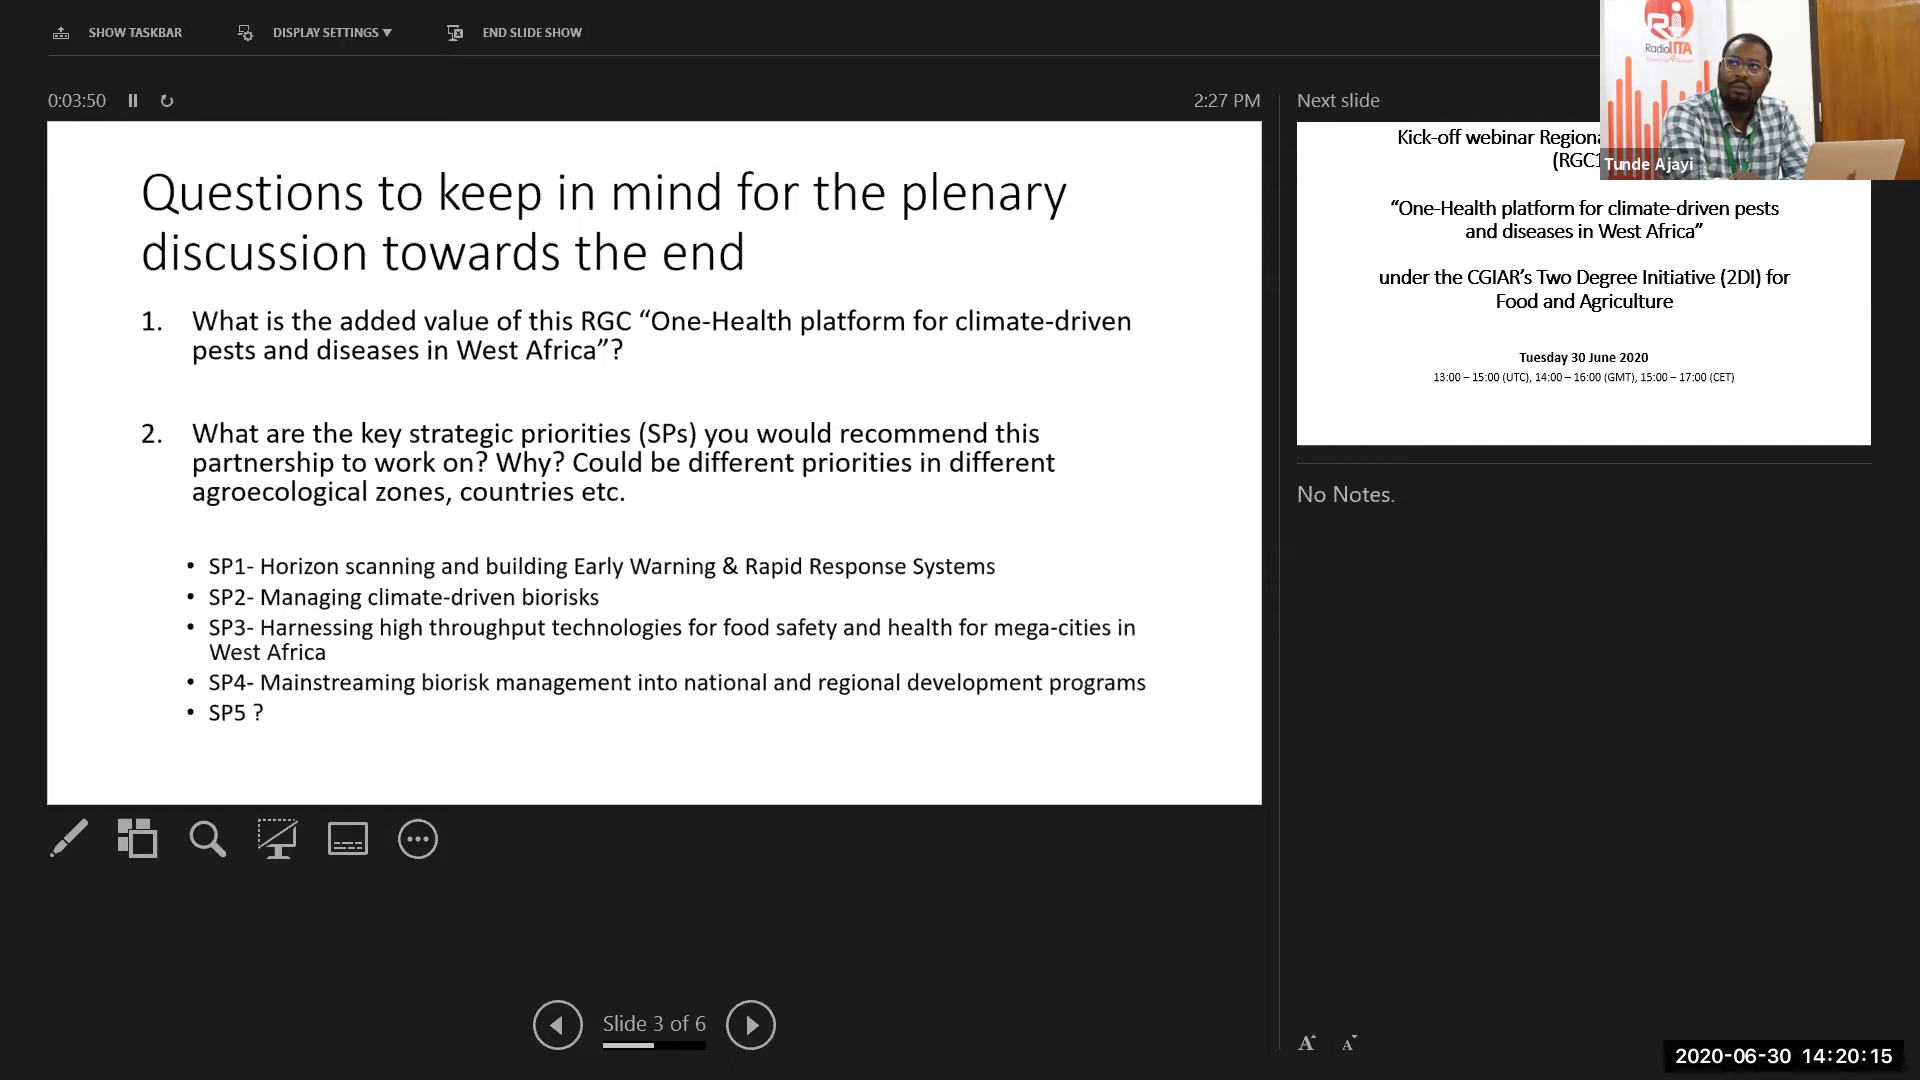 SHOW TASKBAR
DISPLAY SETTINGS ▼
END SLIDE SHOW
0:03:50
2:27 PM
Questions to keep in mind for the plenary
discussion towards the end
1. What is the added value of this RGC “One-Health platform for climate-driven
pests and diseases in West Africa”?
2. What are the key strategic priorities (SPs) you would recommend this
partnership to work on? Why? Could be different priorities in different
agroecological zones, countries etc.
• SP1- Horizon scanning and building Early Warning & Rapid Response Systems
• SP2- Managing climate-driven biorisks
• SP3- Harnessing high throughput technologies for food safety and health for mega-cities in
West Africa
• SP4- Mainstreaming biorisk management into national and regional development programs
• SP5 ?
Slide 3 of 6
Next slide
Kick-off webinar Regiona
(RGC1
“One-Health platform for climate-driven pests
and diseases in West Africa”
under the CGIAR’s Two Degree Initiative (2DI) for
Food and Agriculture
Tuesday 30 June 2020
13:00 – 15:00 (UTC), 14:00 – 16:00 (GMT), 15:00 – 17:00 (CET)
No Notes.
A A
Ri
Radio IITA
Tunde Ajayi
2020-06-30 14:20:15